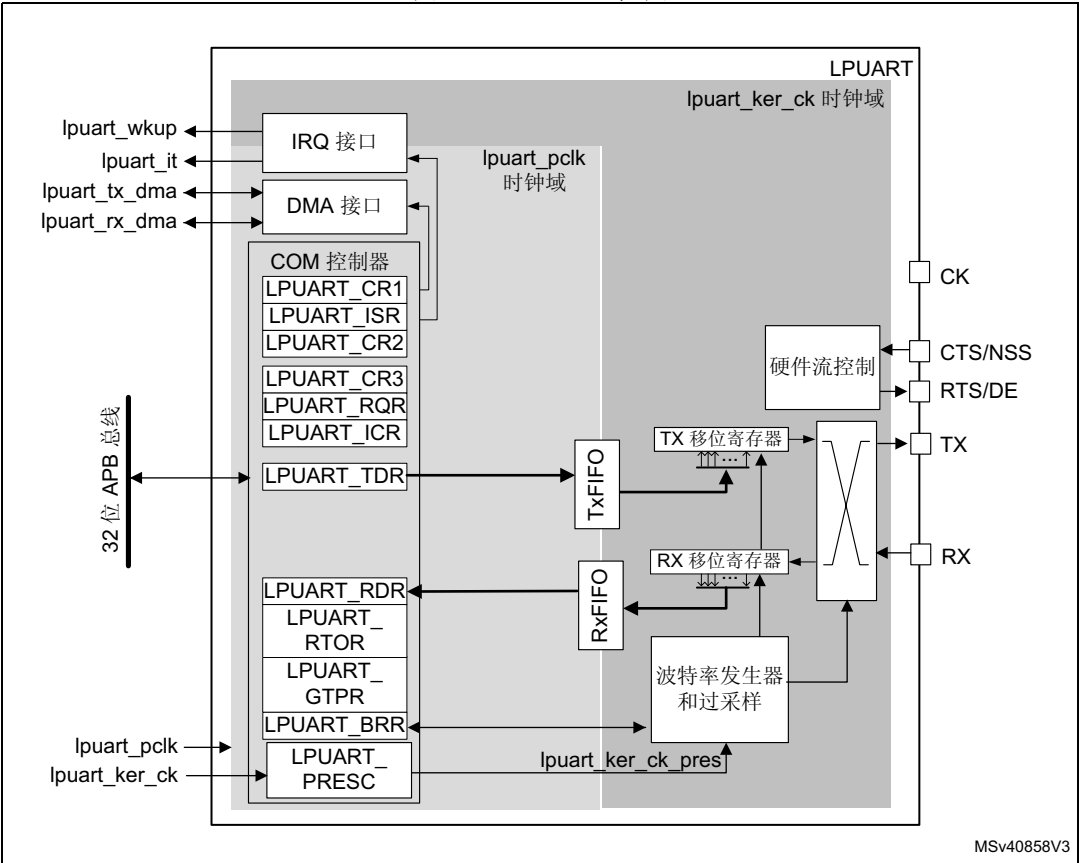 LPUART
lpuart_ker_ck 时钟域
lpuart_wkup
IRQ 接口
lpuart_it
lpuart_pclk
时钟域
lpuart_tx_dma
DMA 接口
lpuart_rx_dma
COM 控制器
LPUART_CR1
LPUART_ISR
LPUART_CR2
LPUART_CR3
LPUART_RQR
LPUART_ICR
LPUART_TDR
LPUART_RDR
LPUART_
RTOR
LPUART_
GTPR
LPUART_BRR
LPUART_
PRESC
32 位 APB 总线
lpuart_pclk
lpuart_ker_ck
lpuart_ker_ck_pres
TxFIFO
RxFIFO
TX 移位寄存器
...
RX 移位寄存器
...
波特率发生器
和过采样
硬件流控制
CK
CTS/NSS
RTS/DE
TX
RX
MSv40858V3